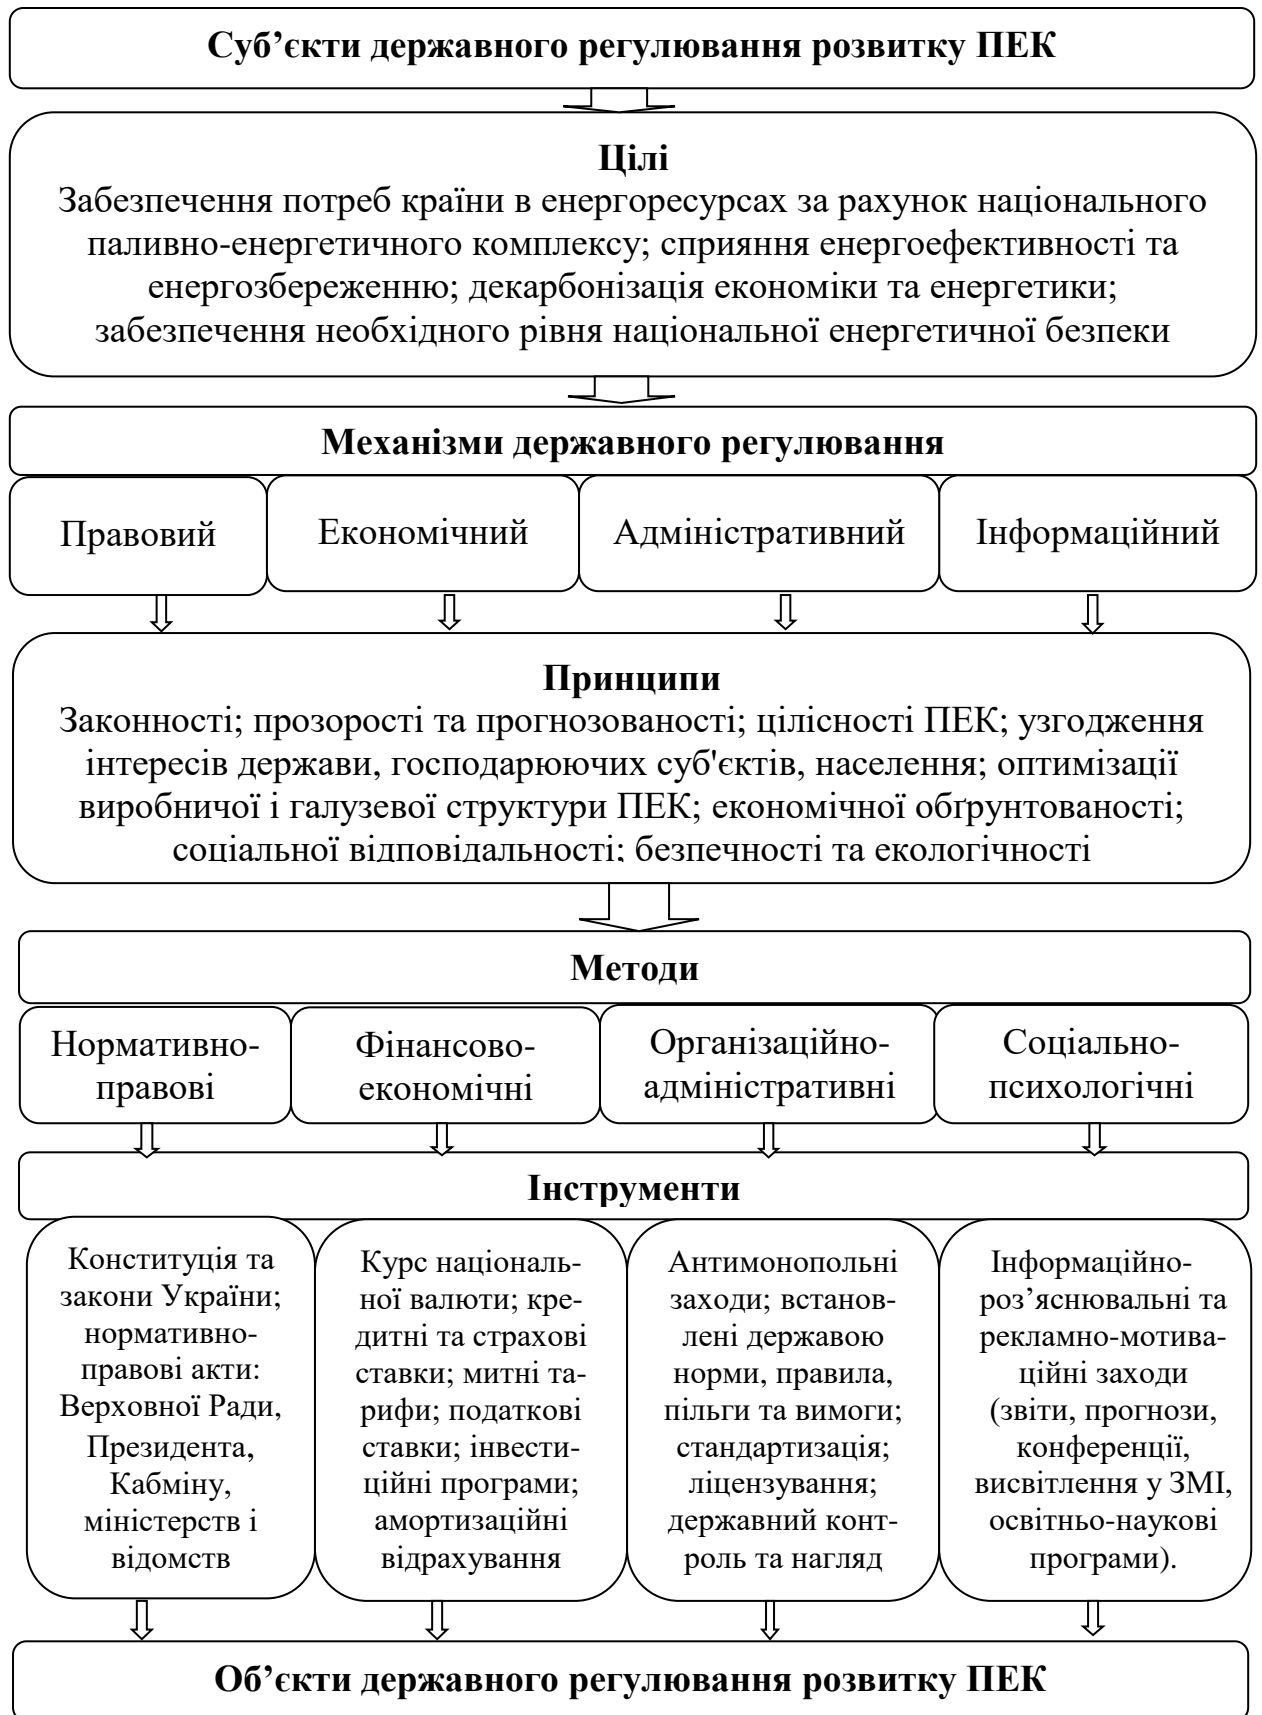 Суб’єкти державного регулювання розвитку ПЕК
Цілі
Забезпечення потреб країни в енергоресурсах за рахунок національного
паливно-енергетичного комплексу; сприяння енергоефективності та
енергозбереженню; декарбонізація економіки та енергетики;
забезпечення необхідного рівня національної енергетичної безпеки
Механізми державного регулювання
Правовий
Економічний
Адміністративний
Інформаційний
Принципи
Законності; прозорості та прогнозованості; цілісності ПЕК; узгодження
інтересів держави, господарюючих суб'єктів, населення; оптимізації
виробничої і галузевої структури ПЕК; економічної обґрунтованості;
соціальної відповідальності; безпечності та екологічності
Методи
Нормативно-
правові
Фінансово-
економічні
Організаційно-
адміністративні
Соціально-
психологічні
Інструменти
Конституція та
закони України;
нормативно-
правові акти:
Верховної Ради,
Президента,
Кабміну,
міністерств і
відомств
Курс національ-
ної валюти; кре-
дитні та страхові
ставки; митні та-
рифи; податкові
ставки; інвести-
ційні програми;
амортизаційні
відрахування
Антимонопольні
заходи; встанов-
лені державою
норми, правила,
пільги та вимоги;
стандартизація;
ліцензування;
державний конт-
роль та нагляд
Інформаційно-
роз’яснювальні та
рекламно-мотива-
ційні заходи
(звіти, прогнози,
конференції,
висвітлення у ЗМІ,
освітньо-наукові
програми).
Об’єкти державного регулювання розвитку ПЕК